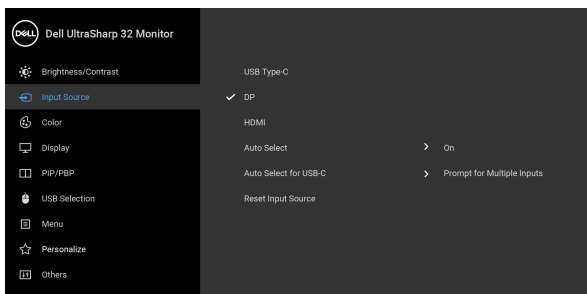 DELL Dell UltraSharp 32 Monitor
Brightness/Contrast USB Type-C
Input Source DP
Color HDMI
Display Auto Select On
PIP/PBP Auto Select for USB-C Prompt for Multiple Inputs
USB Selection Reset Input Source
Menu
Personalize
Others